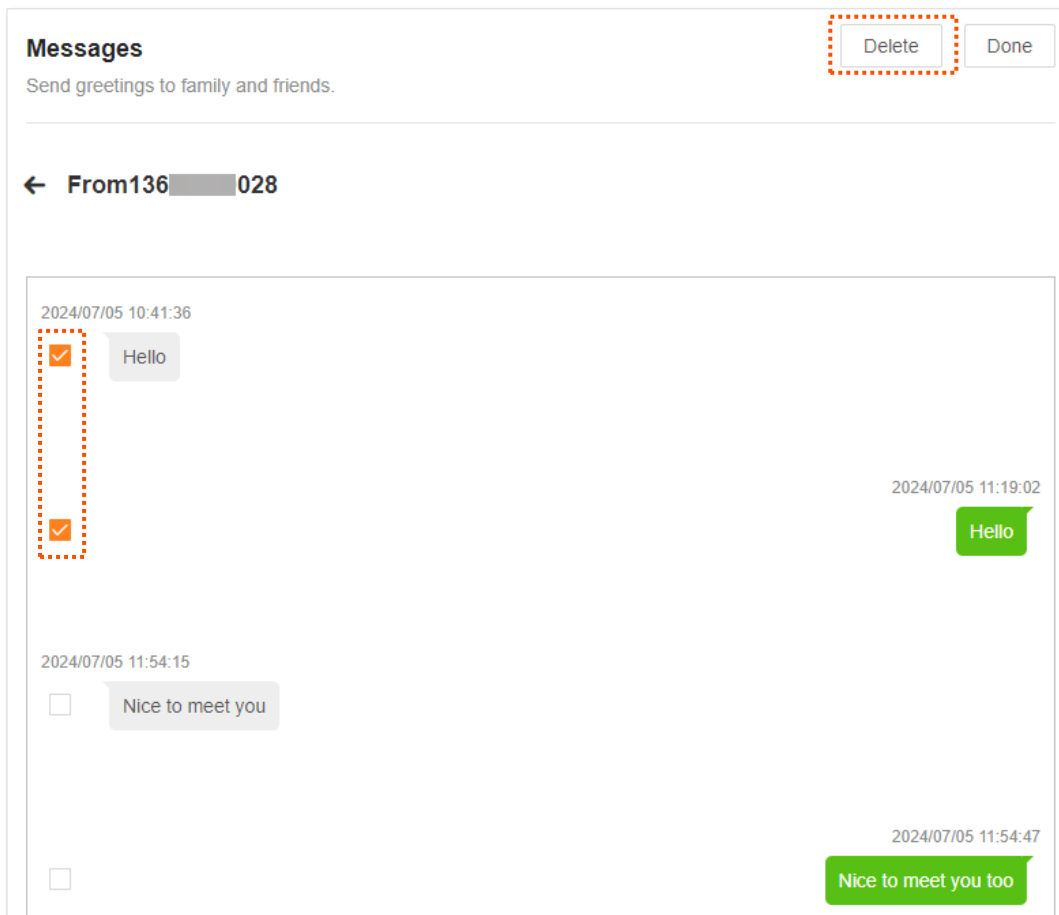 Messages
Delete
Done
Send greetings to family and friends.
From136 028
2024/07/05 10:41:36
Hello
2024/07/05 11:19:02
Hello
2024/07/05 11:54:15
Nice to meet you
2024/07/05 11:54:47
Nice to meet you too